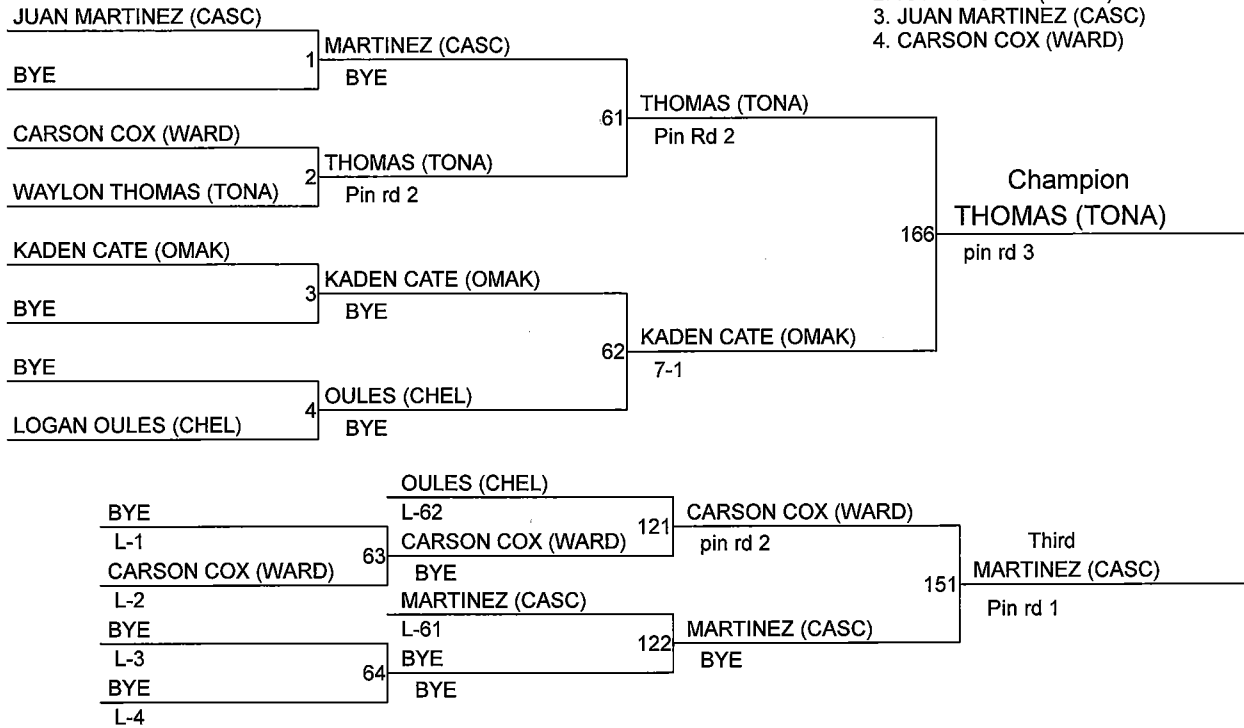 3. JUAN MARTINEZ (CASC)
4. CARSON COX (WARD)
JUAN MARTINEZ (CASC)
1
MARTINEZ (CASC)
BYE
BYE
61
THOMAS (TONA)
Pin Rd 2
CARSON COX (WARD)
2
THOMAS (TONA)
WAYLON THOMAS (TONA)
Pin rd 2
166
Champion
THOMAS (TONA)
pin rd 3
KADEN CATE (OMAK)
3
KADEN CATE (OMAK)
BYE
BYE
62
KADEN CATE (OMAK)
7-1
BYE
4
OULES (CHEL)
LOGAN OULES (CHEL)
BYE
OULES (CHEL)
BYE
L-62
121
CARSON COX (WARD)
L-1
63
CARSON COX (WARD)
pin rd 2
Third
CARSON COX (WARD)
BYE
151
MARTINEZ (CASC)
L-2
MARTINEZ (CASC)
Pin rd 1
BYE
L-61
122
MARTINEZ (CASC)
L-3
64
BYE
BYE
BYE
BYE
L-4